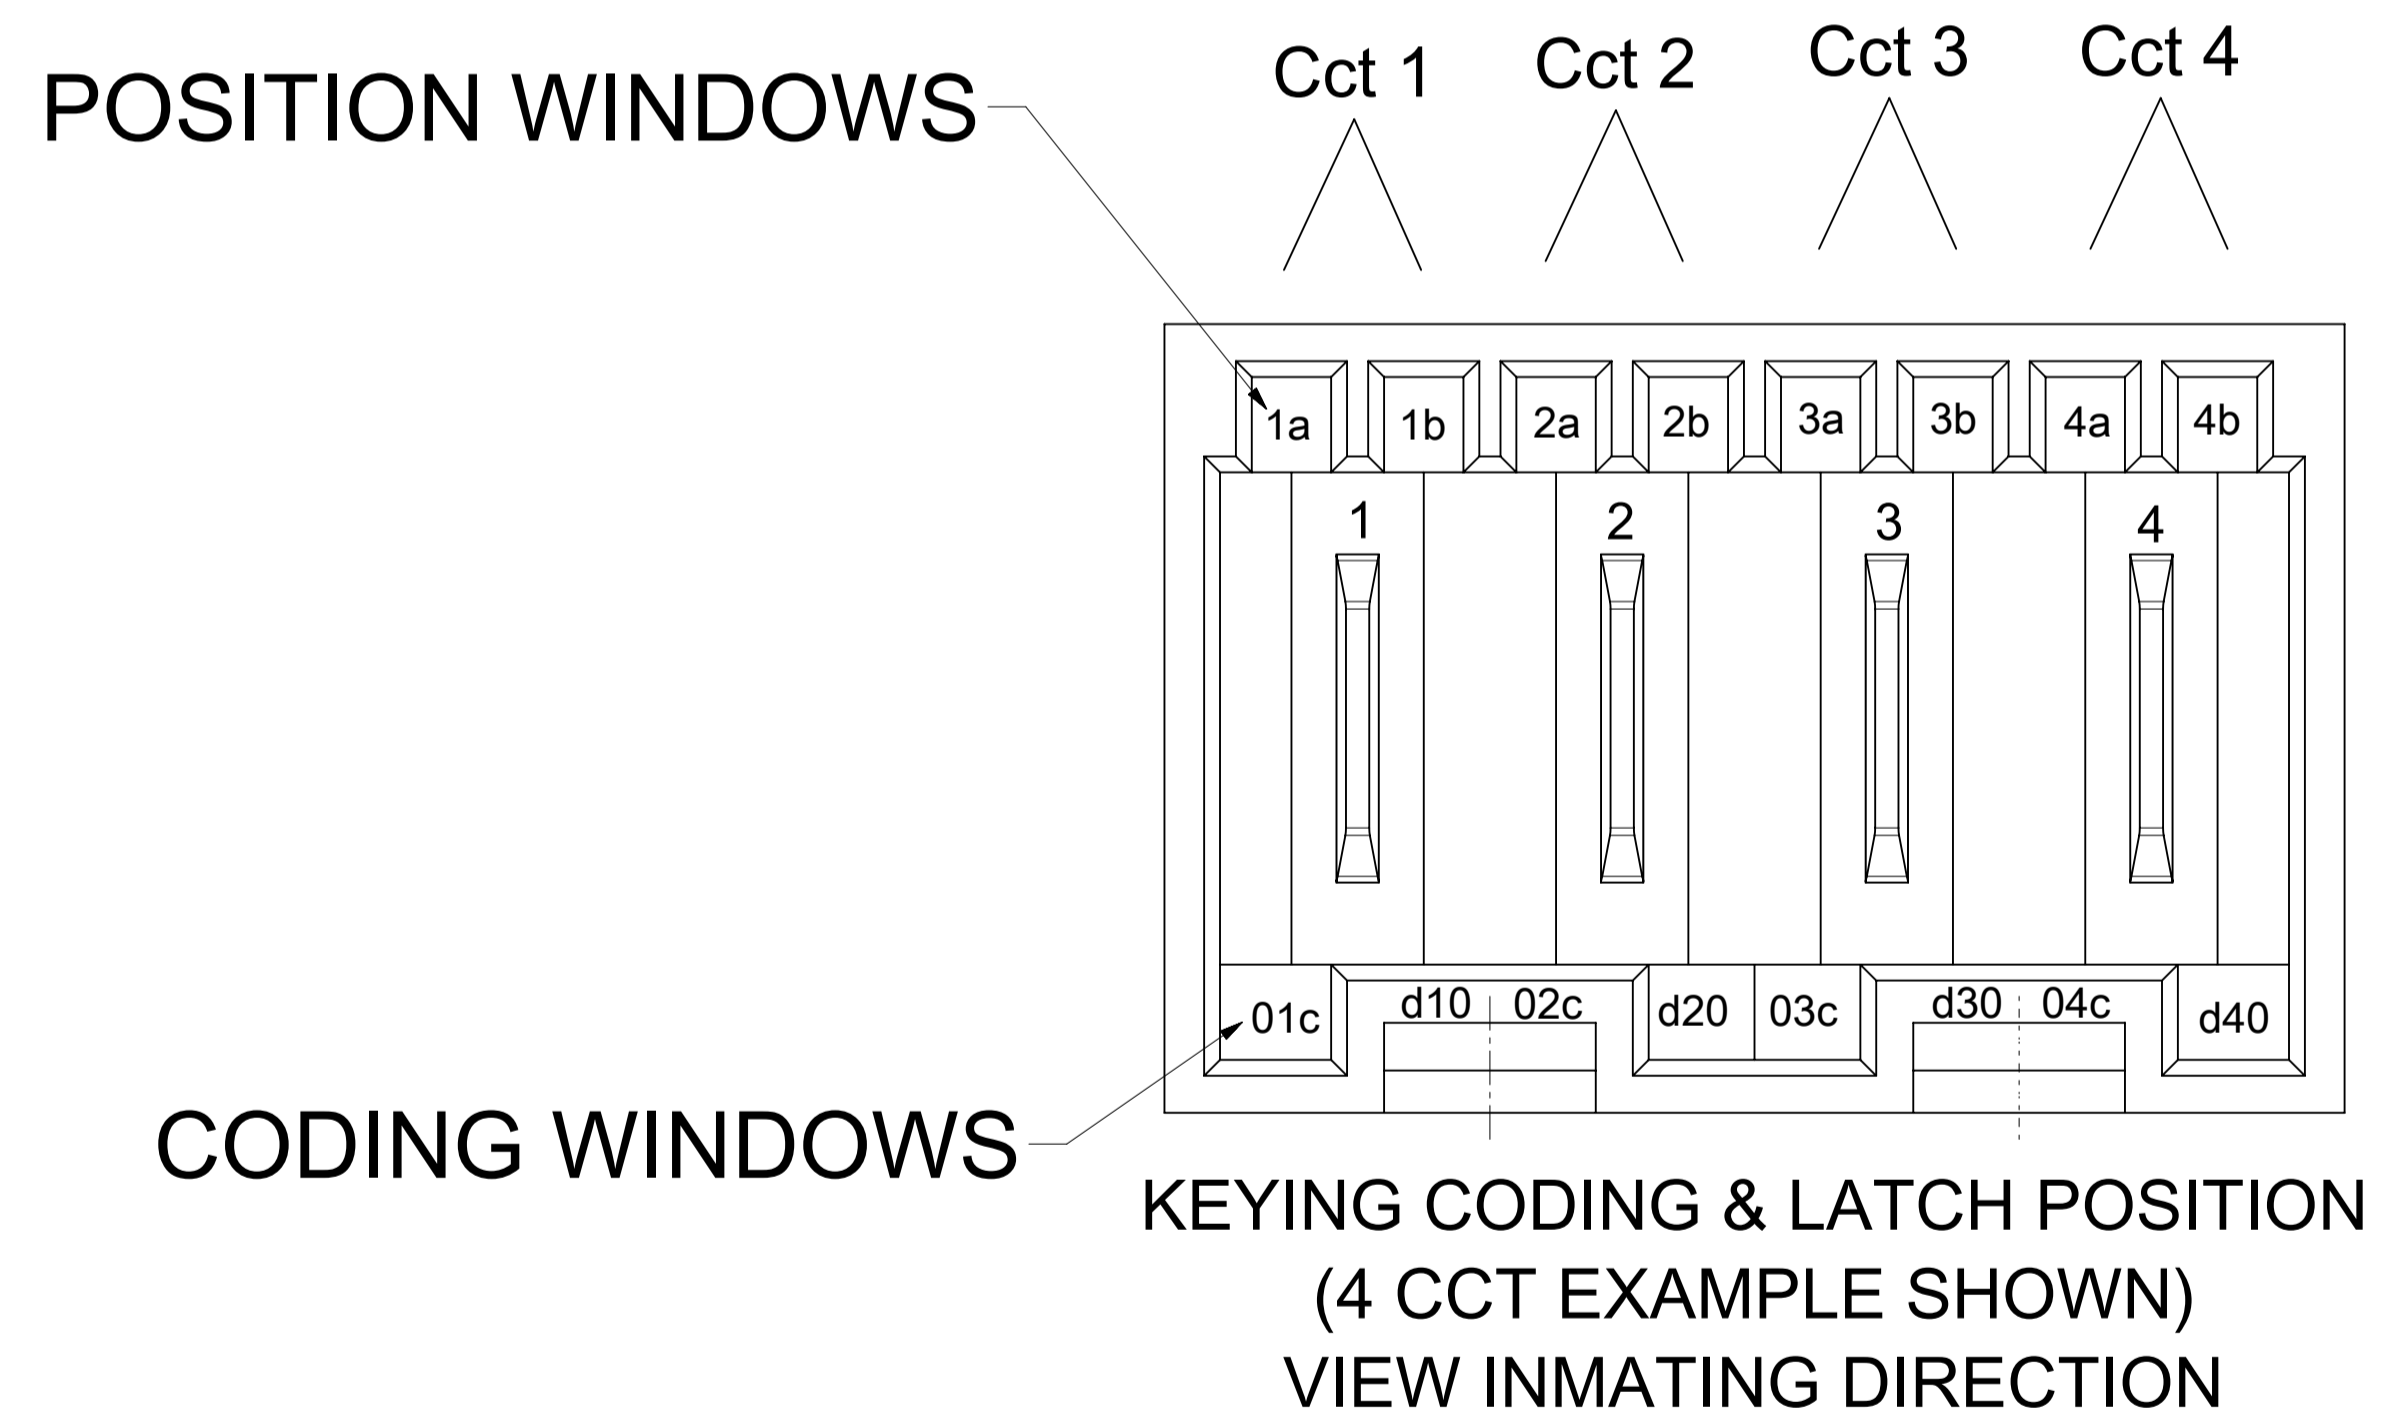 Cct 1 Cct 2 Cct 3 Cct 4
POSITION WINDOWS
1a 1b 2a 2b 3a 3b 4a 4b
1 2 3 4
01c d10 02c d20 03c d30 04c d40
CODING WINDOWS
KEYING CODING & LATCH POSITION
(4 CCT EXAMPLE SHOWN)
VIEW INMATING DIRECTION